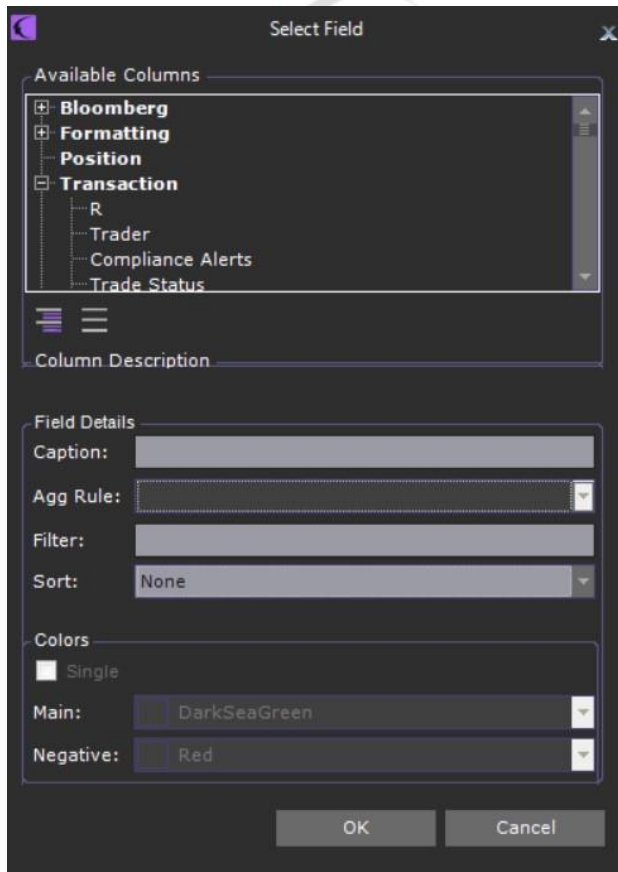 Select Field
x
Available Columns
Bloomberg
Formatting
Position
Transaction
R
Trader
Compliance Alerts
Trade Status
Column Description
Field Details
Caption:
Agg Rule:
Filter:
Sort: None
Colors
Single
Main: DarkSeaGreen
Negative: Red
OK Cancel